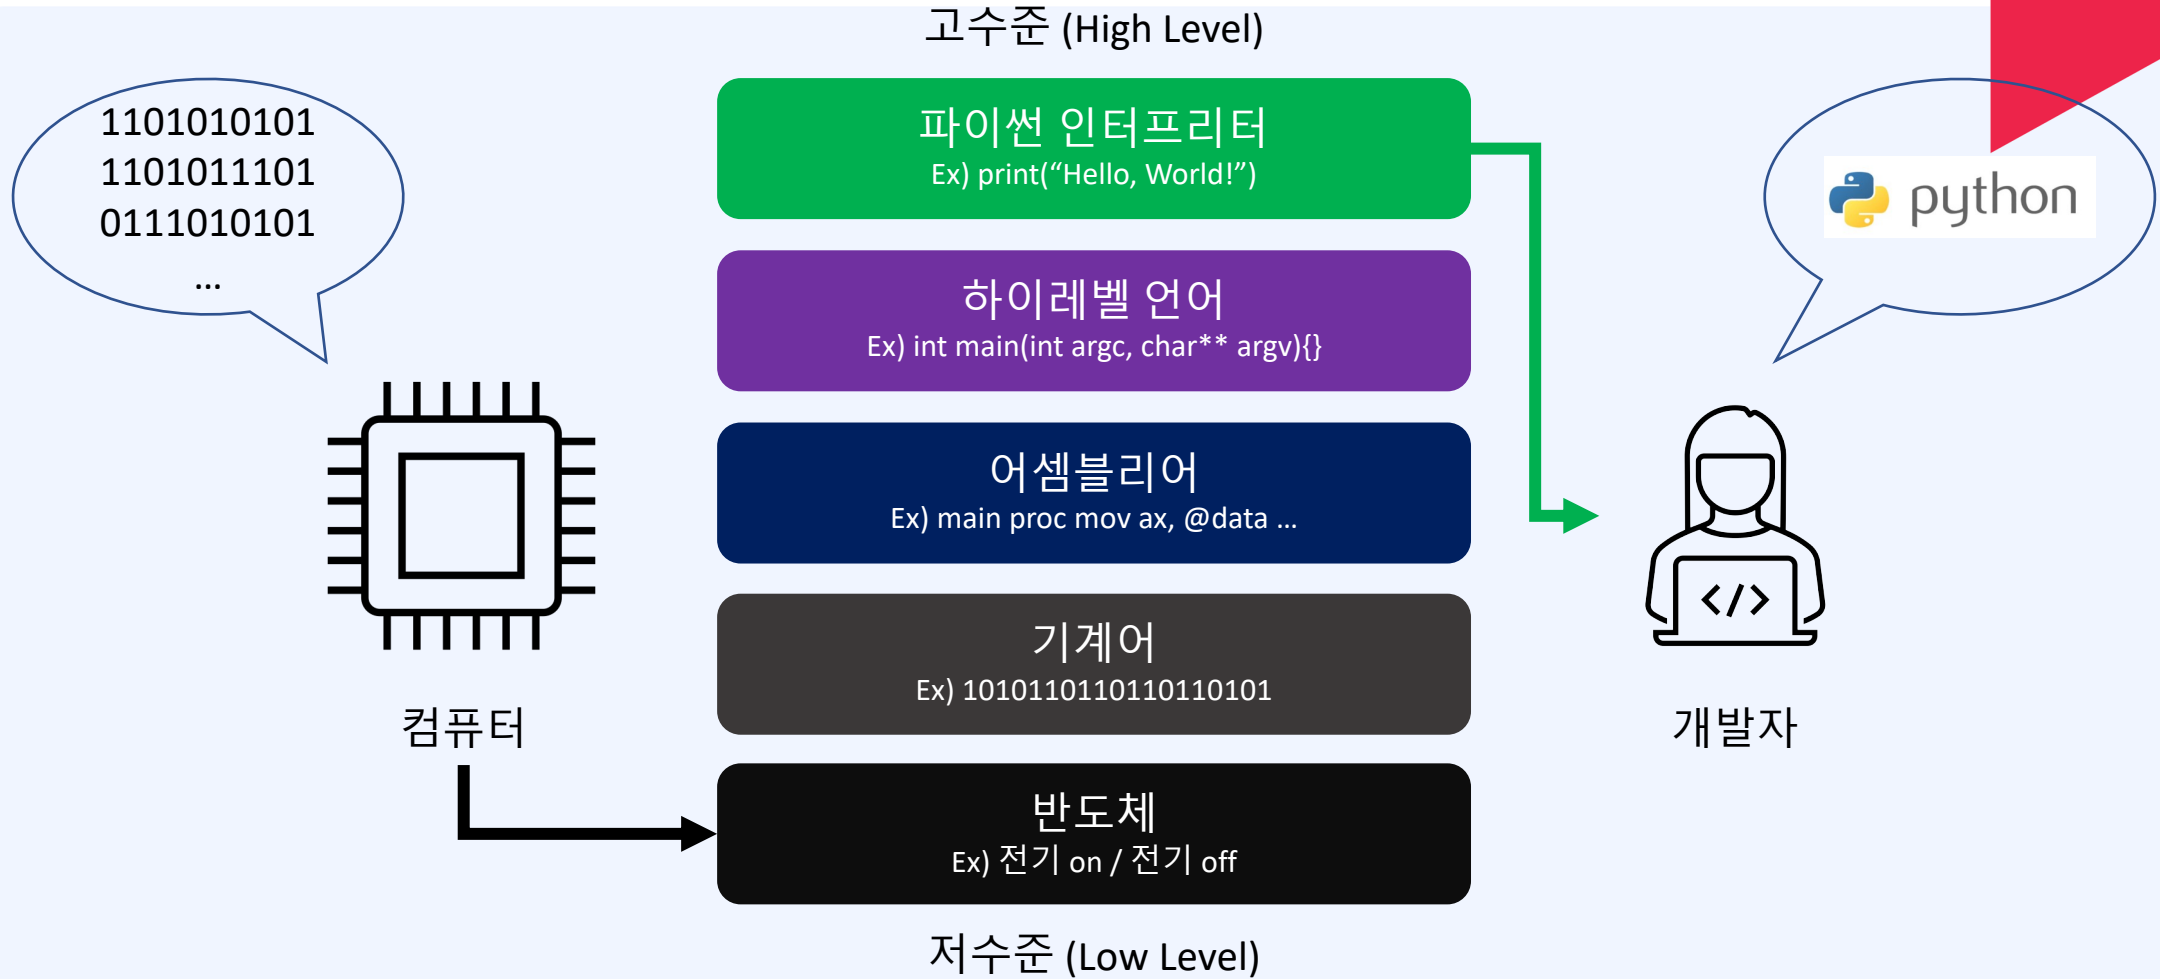 고수준 (High Level)
1101010101
1101011101
0111010101
...
파이썬 인터프리터
Ex) print(“Hello, World!”)
python
하이레벨 언어
Ex) int main(int argc, char** argv){}
어셈블리어
Ex) main proc mov ax, @data ...
</>
기계어
Ex) 1010110110110110101
컴퓨터
개발자
반도체
Ex) 전기 on / 전기 off
저수준 (Low Level)